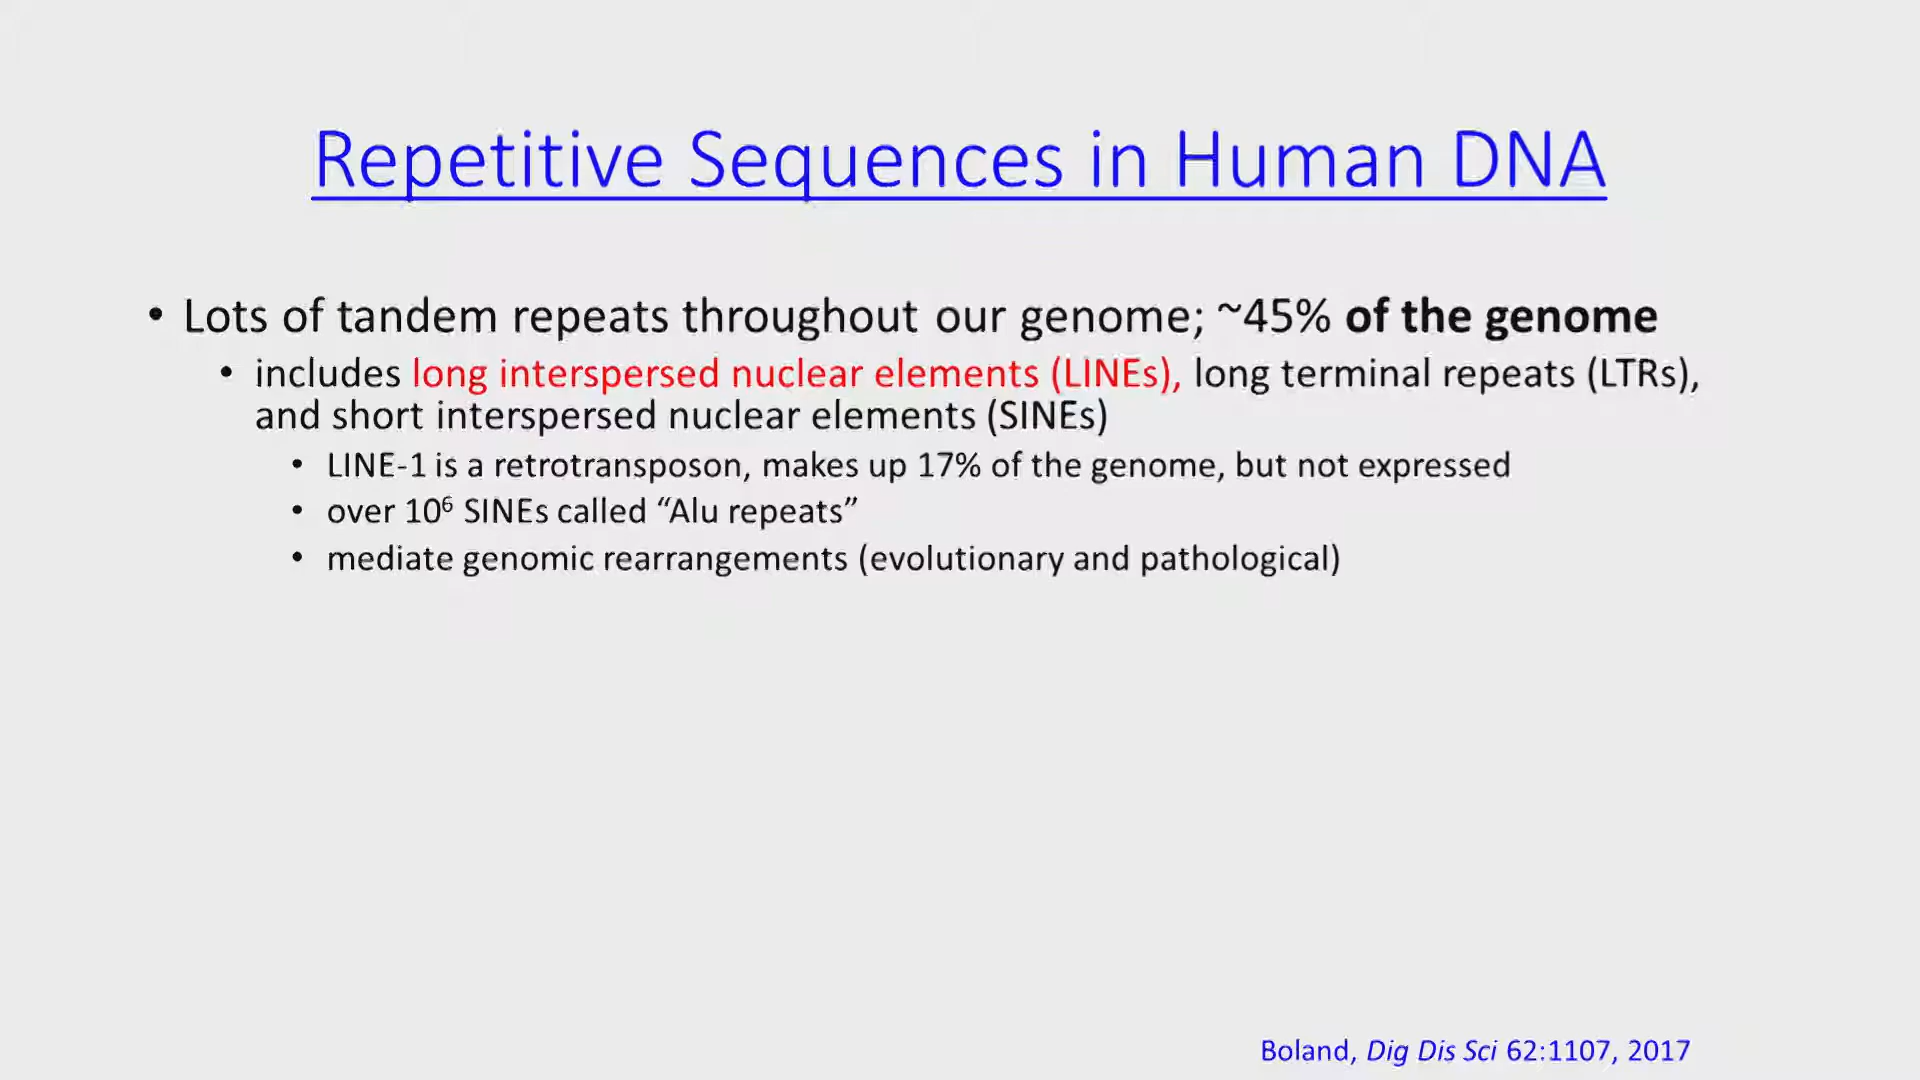 Repetitive Sequences in Human DNA
• Lots of tandem repeats throughout our genome; ~45% of the genome
• includes long interspersed nuclear elements (LINEs), long terminal repeats (LTRs),
and short interspersed nuclear elements (SINEs)
• LINE-1 is a retrotransposon, makes up 17% of the genome, but not expressed
• over 10⁶ SINEs called “Alu repeats”
• mediate genomic rearrangements (evolutionary and pathological)
Boland, Dig Dis Sci 62:1107, 2017